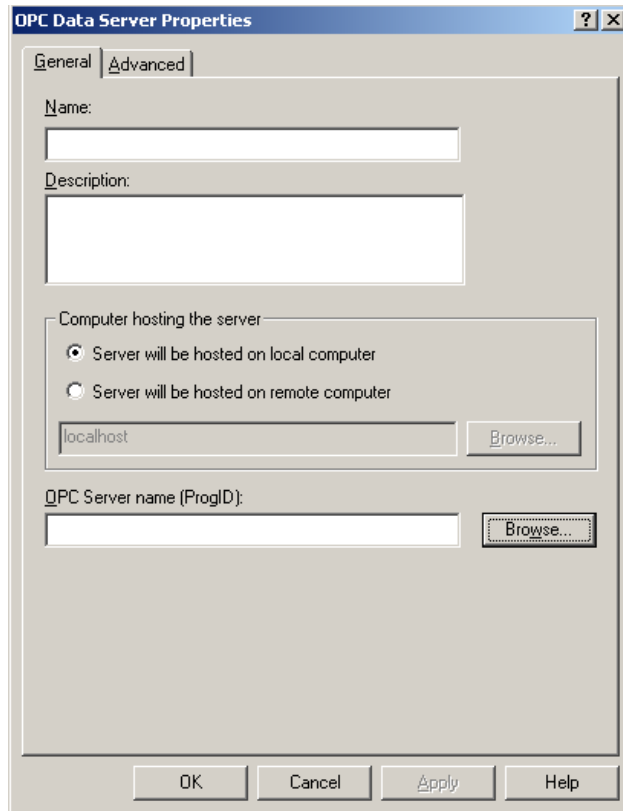 OPC Data Server Properties
General Advanced
Name:
Description:
Computer hosting the server
Server will be hosted on local computer
Server will be hosted on remote computer
localhost Browse...
OPC Server name (ProgID):
Browse...
OK Cancel Apply Help